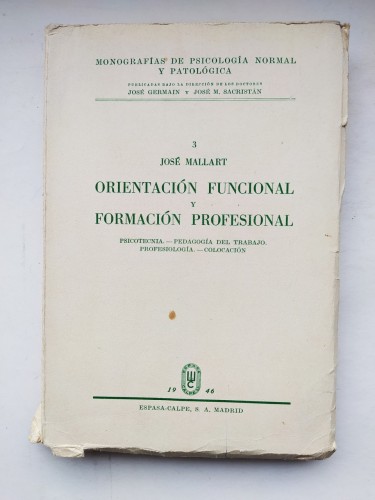 MONOGRAFÍAS DE PSICOLOGÍA NORMAL
Y PATOLÓGICA
PUBLICADAS BAJO LA DIRECCIÓN DE LOS DOCTORES
JOSÉ GERMAIN Y JOSÉ M. SACRISTÁN
3
JOSÉ MALLART
ORIENTACIÓN FUNCIONAL
Y
FORMACIÓN PROFESIONAL
PSICOTECNIA.—PEDAGOGÍA DEL TRABAJO.
PROFESIOLOGÍA.—COLOCACIÓN
19 46
ESPASA-CALPE, S. A. MADRID